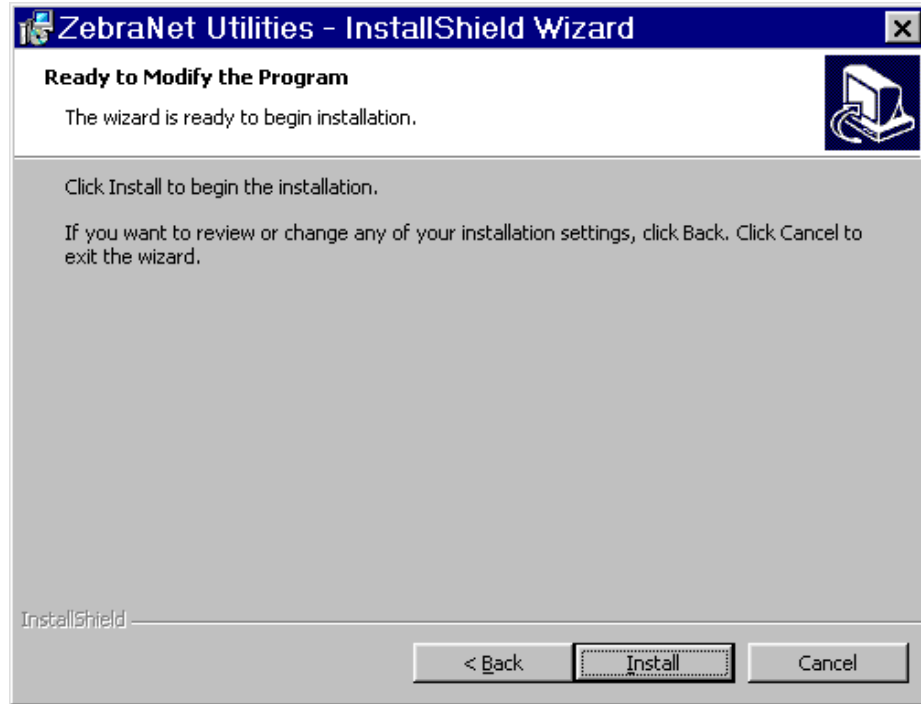 ZebraNet Utilities - InstallShield Wizard
Ready to Modify the Program
The wizard is ready to begin installation.
Click Install to begin the installation.
If you want to review or change any of your installation settings, click Back. Click Cancel to
exit the wizard.
InstallShield
< Back
Install
Cancel